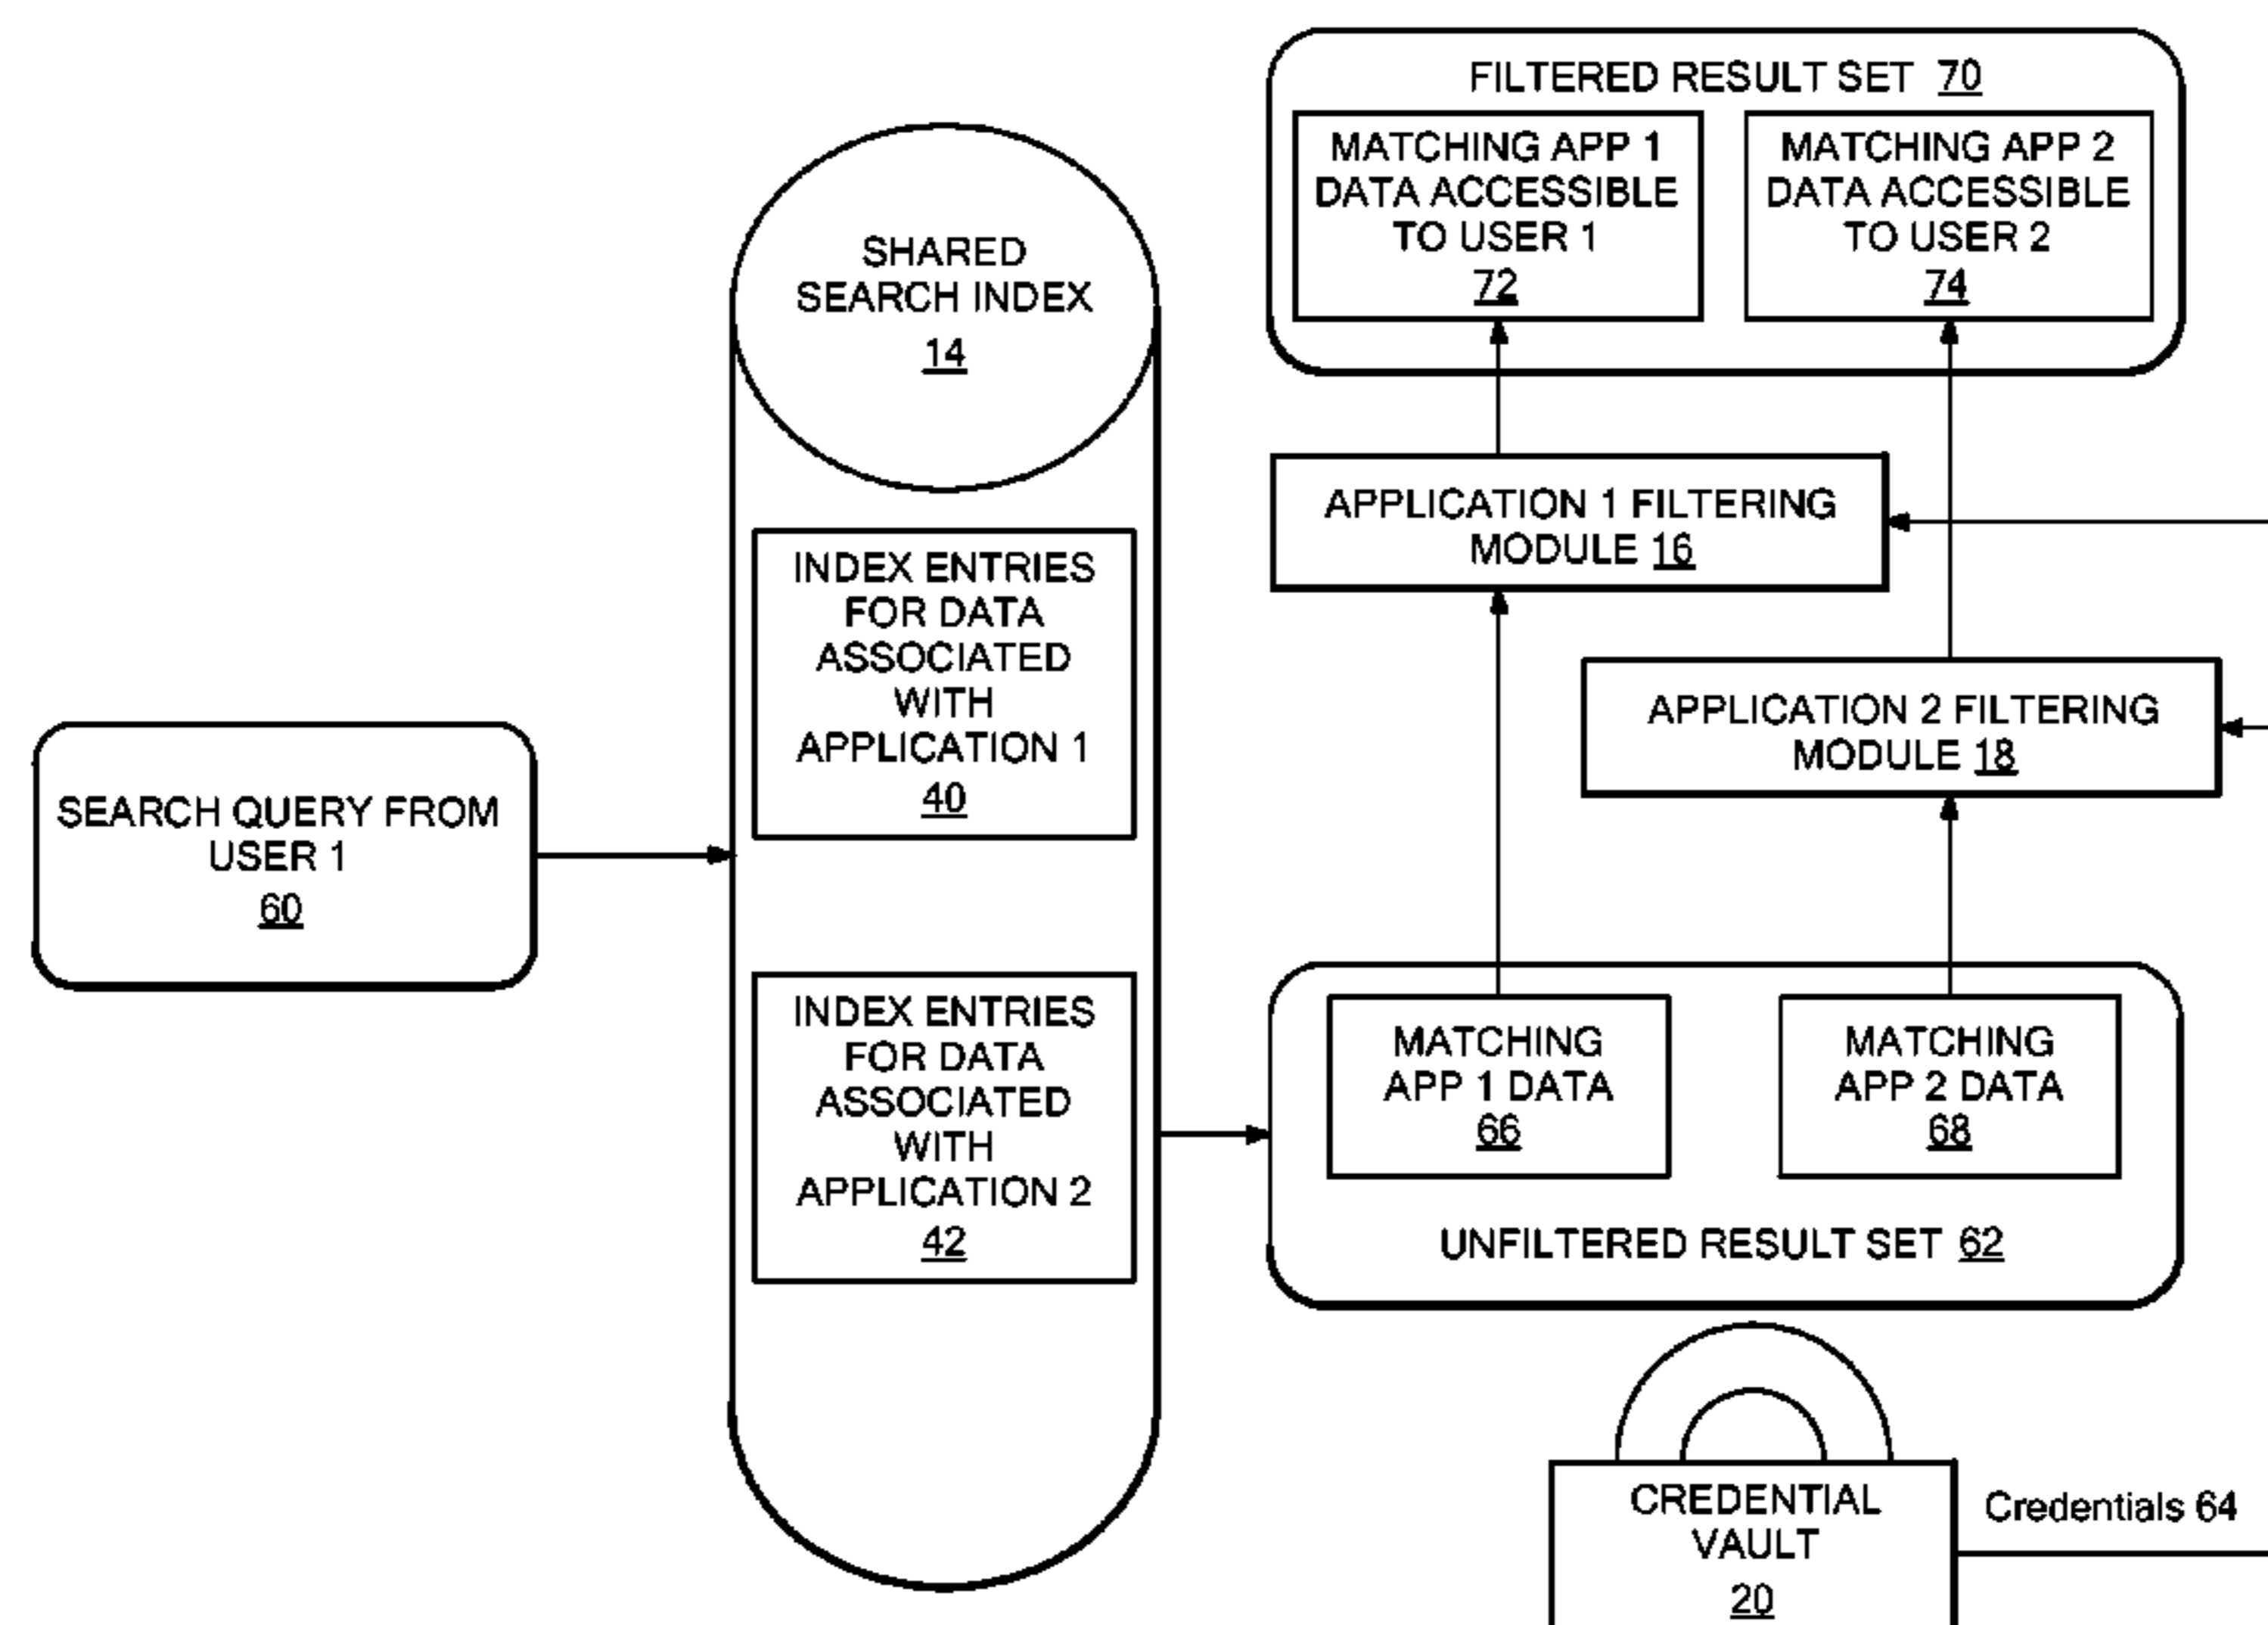 SEARCH QUERY FROM
USER 1
60
SHARED
SEARCH INDEX
14
INDEX ENTRIES
FOR DATA
ASSOCIATED
WITH
APPLICATION 1
40
INDEX ENTRIES
FOR DATA
ASSOCIATED
WITH
APPLICATION 2
42
FILTERED RESULT SET 70
MATCHING APP 1
DATA ACCESSIBLE
TO USER 1
72
MATCHING APP 2
DATA ACCESSIBLE
TO USER 2
74
APPLICATION 1 FILTERING
MODULE 16
APPLICATION 2 FILTERING
MODULE 18
MATCHING
APP 1 DATA
66
MATCHING
APP 2 DATA
68
UNFILTERED RESULT SET 62
CREDENTIAL
VAULT
20
Credentials 64